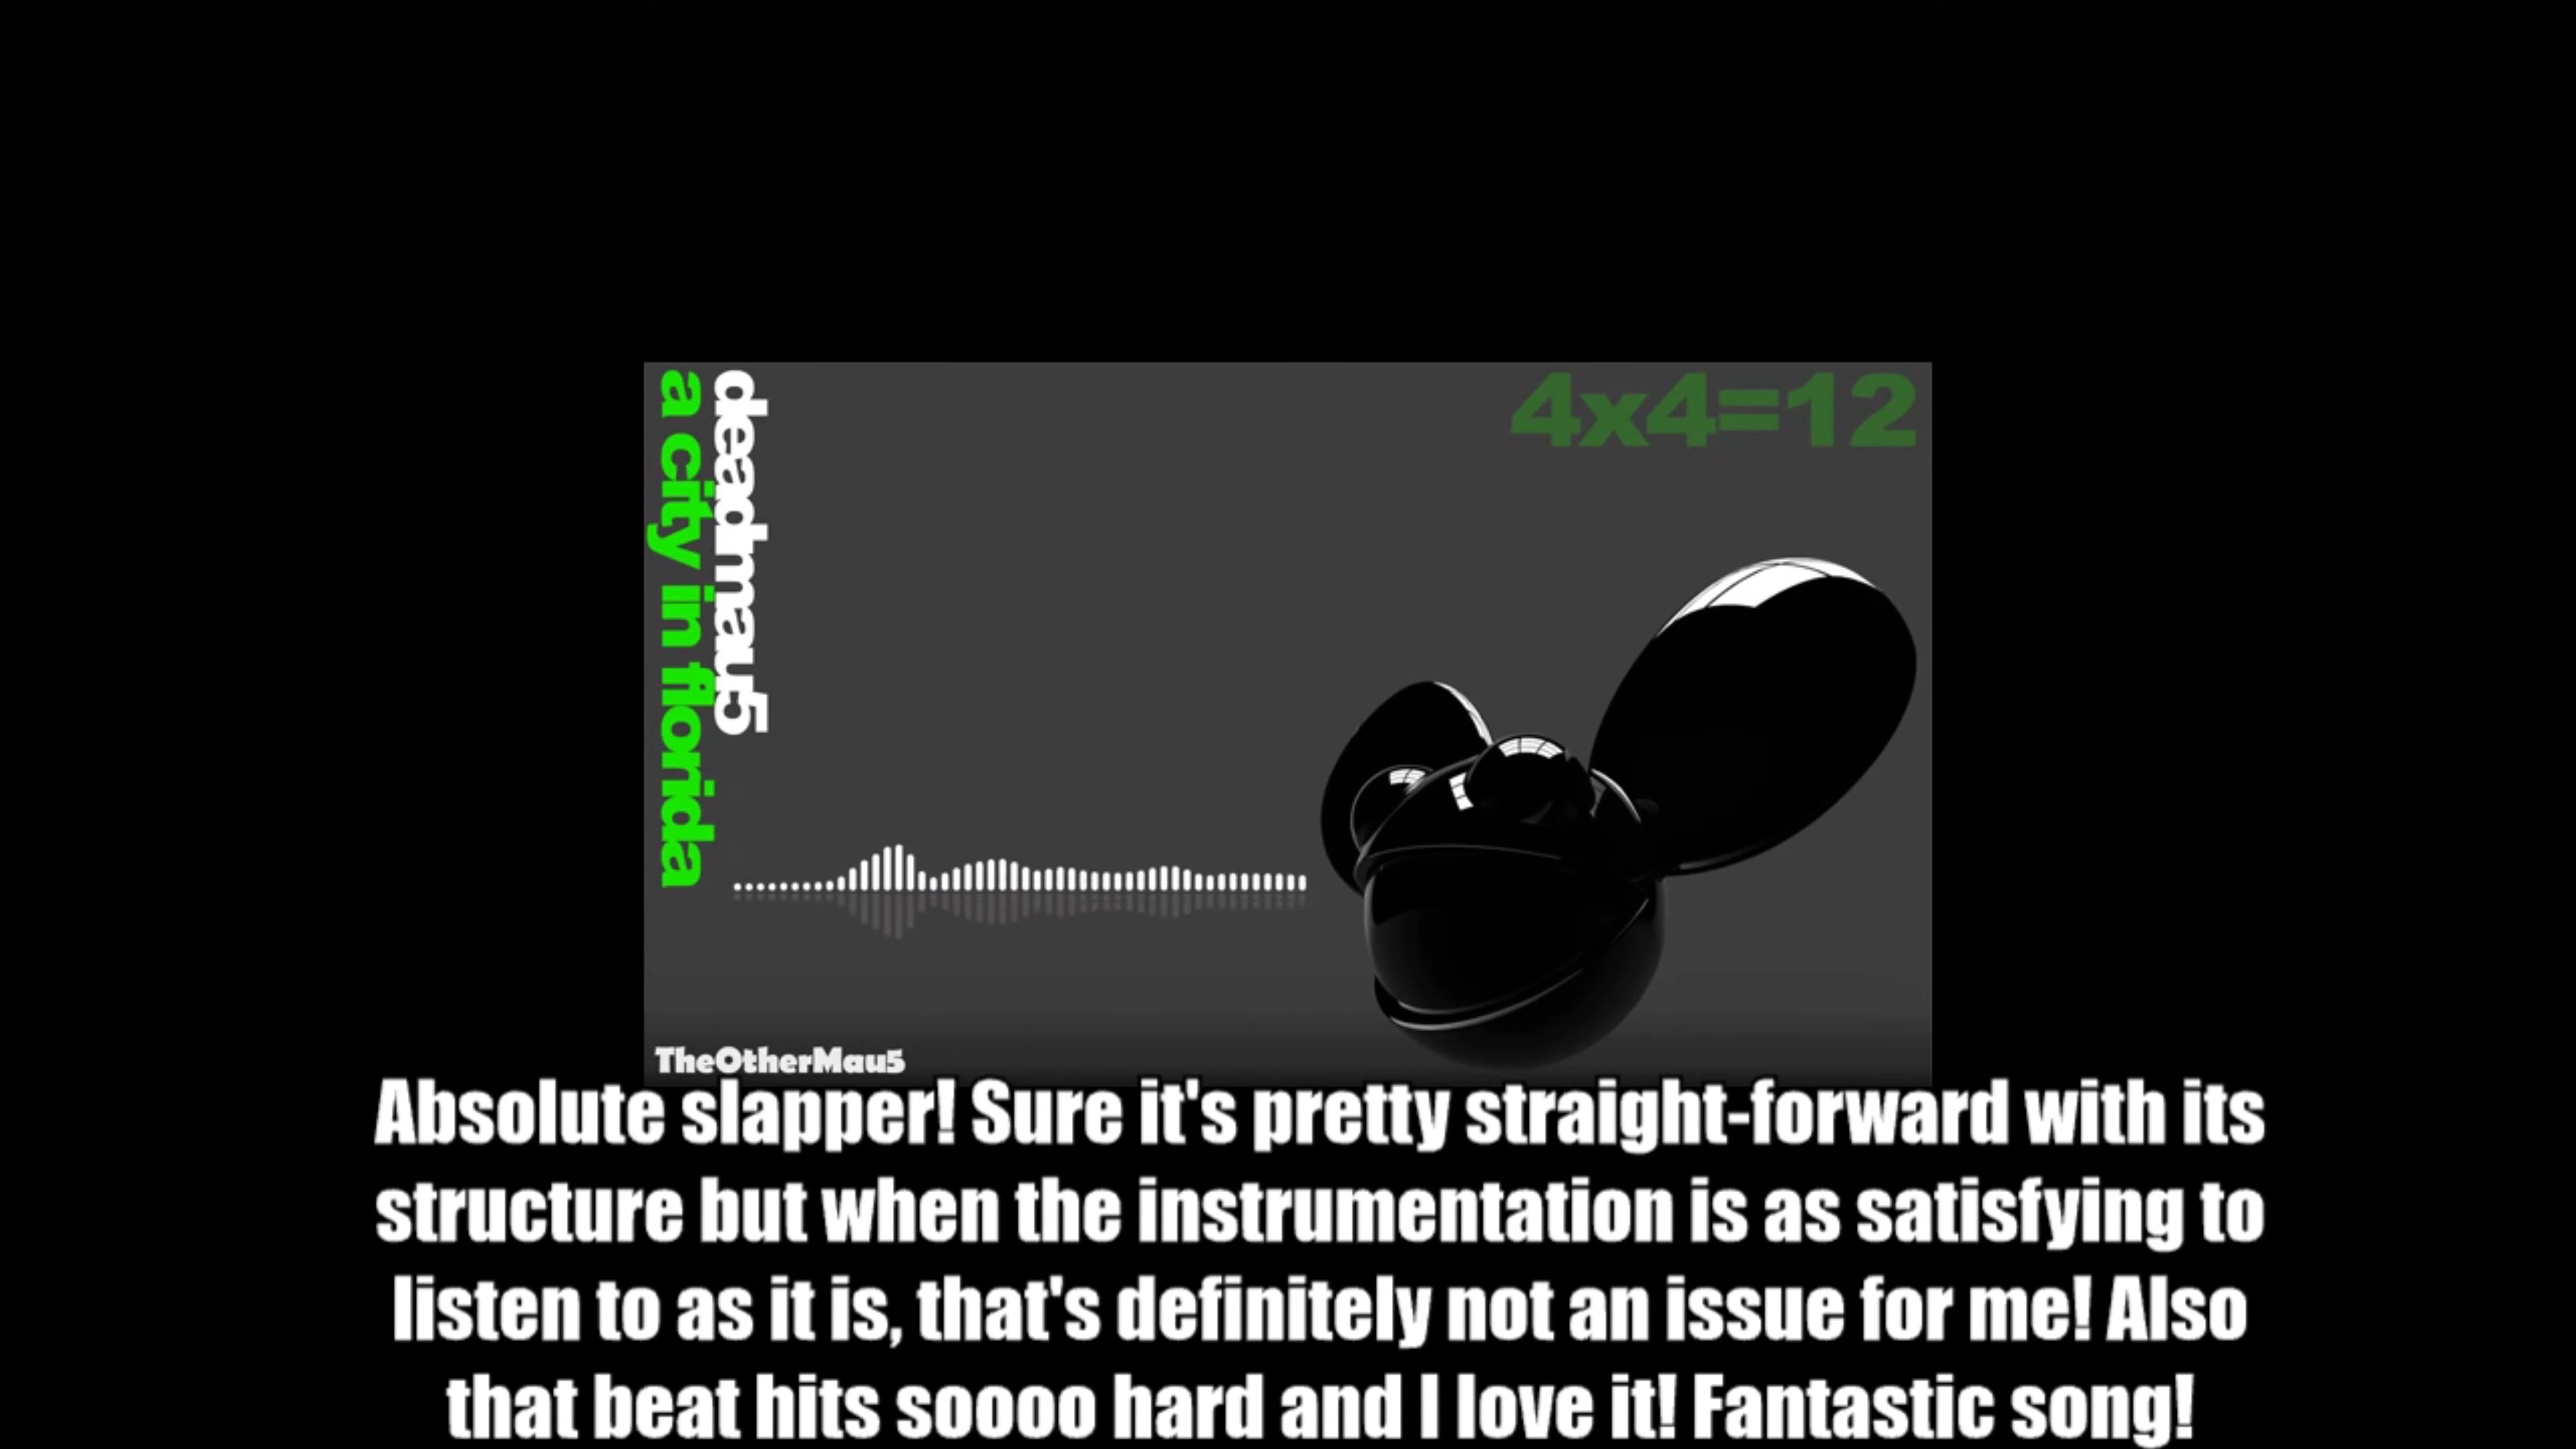 deadmau5
a city in florida
4x4=12
TheOtherMau5
Absolute slapper! Sure it's pretty straight-forward with its
structure but when the instrumentation is as satisfying to
listen to as it is, that's definitely not an issue for me! Also
that beat hits soooo hard and I love it! Fantastic song!